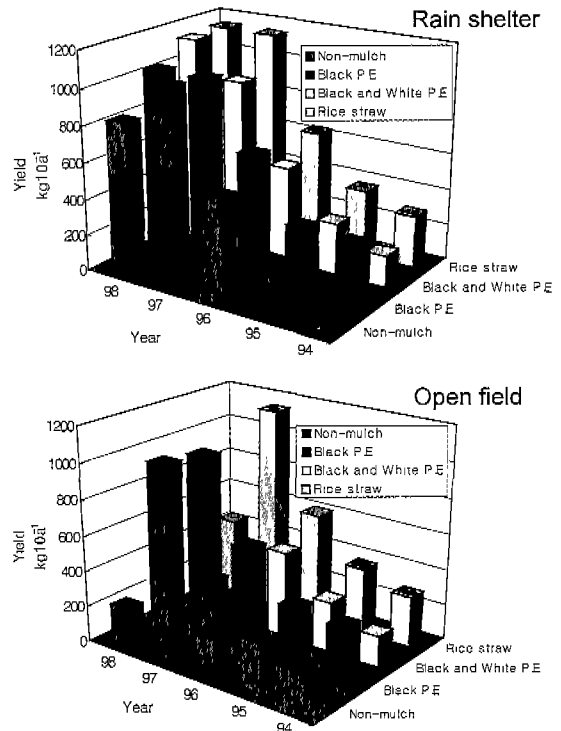 Rain shelter
1200
1000
800
600
400
200
0
Yield
kg10a⁻¹
Non-mulch
Black P.E
Black and White P.E
Rice straw
98
97
96
95
94
Year
Rice straw
Black and White P.E
Black P.E
Non-mulch
Open field
1200
1000
800
600
400
200
0
Yield
kg10a⁻¹
Non-mulch
Black P.E
Black and White P.E
Rice straw
98
97
96
95
94
Year
Rice straw
Black and White P.E
Black P.E
Non-mulch